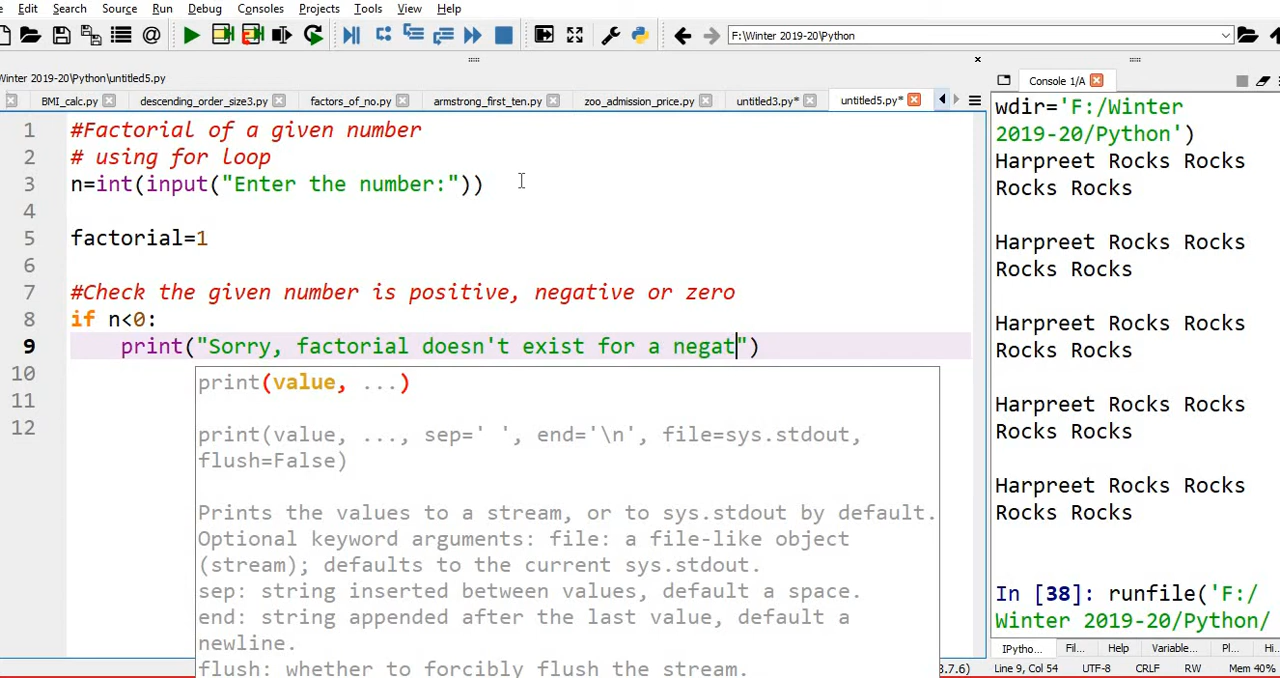 Edit Search Source Run Debug Consoles Projects Tools View Help
F:\Winter 2019-20\Python
Winter 2019-20\Python\untitled5.py
BMI_calc.py descending_order_size3.py factors_of_no.py armstrong_first_ten.py zoo_admission_price.py untitled3.py* untitled5.py*
1 #Factorial of a given number
2 # using for loop
3 n=int(input("Enter the number:"))
4
5 factorial=1
6
7 #Check the given number is positive, negative or zero
8 if n<0:
9 print("Sorry, factorial doesn't exist for a negat")
10
11
12
print(value, ...)
print(value, ..., sep=' ', end='\n', file=sys.stdout,
flush=False)
Prints the values to a stream, or to sys.stdout by default.
Optional keyword arguments: file: a file-like object
(stream); defaults to the current sys.stdout.
sep: string inserted between values, default a space.
end: string appended after the last value, default a
newline.
flush: whether to forcibly flush the stream.
Console 1/A
wdir='F:/Winter
2019-20/Python')
Harpreet Rocks Rocks
Rocks Rocks
Harpreet Rocks Rocks
Rocks Rocks
Harpreet Rocks Rocks
Rocks Rocks
Harpreet Rocks Rocks
Rocks Rocks
Harpreet Rocks Rocks
Rocks Rocks
In [38]: runfile('F:/
Winter 2019-20/Python/
IPytho... Fil... Help Variable... Pl... Hi...
3.7.6) Line 9, Col 54 UTF-8 CRLF RW Mem 40%